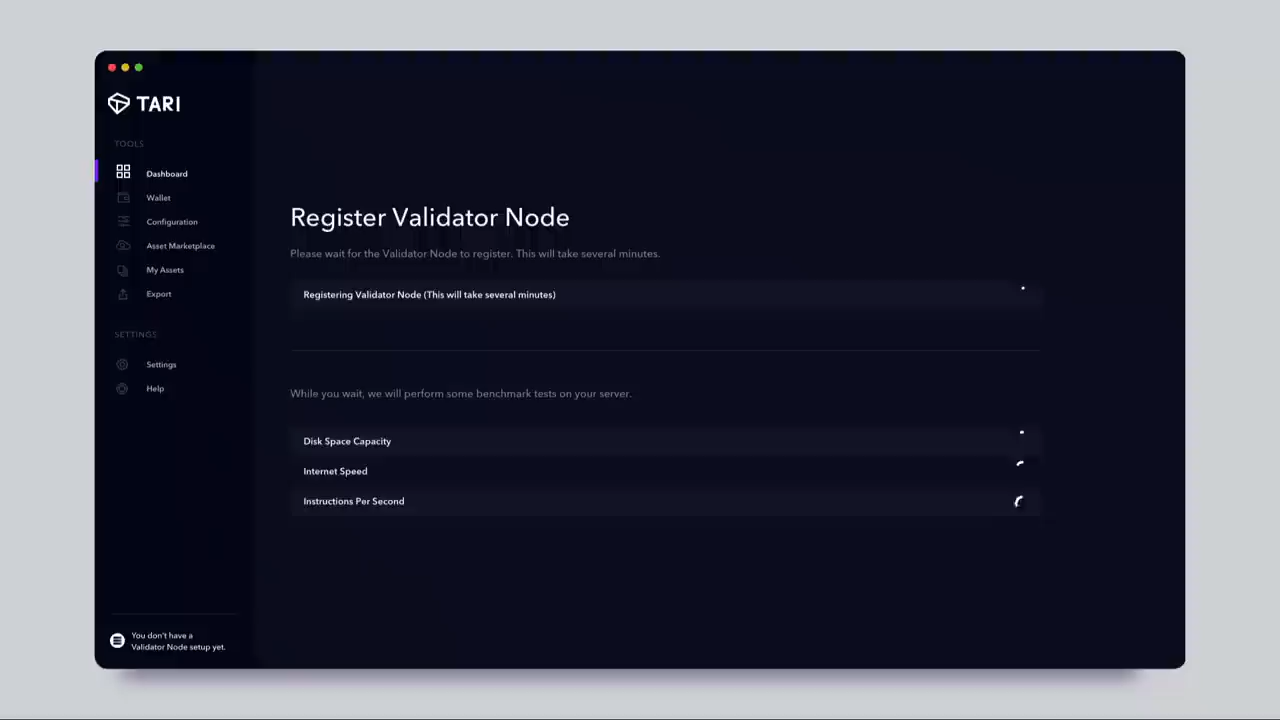 TARI
TOOLS
Dashboard
Wallet
Configuration
Asset Marketplace
My Assets
Export
SETTINGS
Settings
Help
You don't have a
Validator Node setup yet.
Register Validator Node
Please wait for the Validator Node to register. This will take several minutes.
Registering Validator Node (This will take several minutes)
While you wait, we will perform some benchmark tests on your server.
Disk Space Capacity
Internet Speed
Instructions Per Second